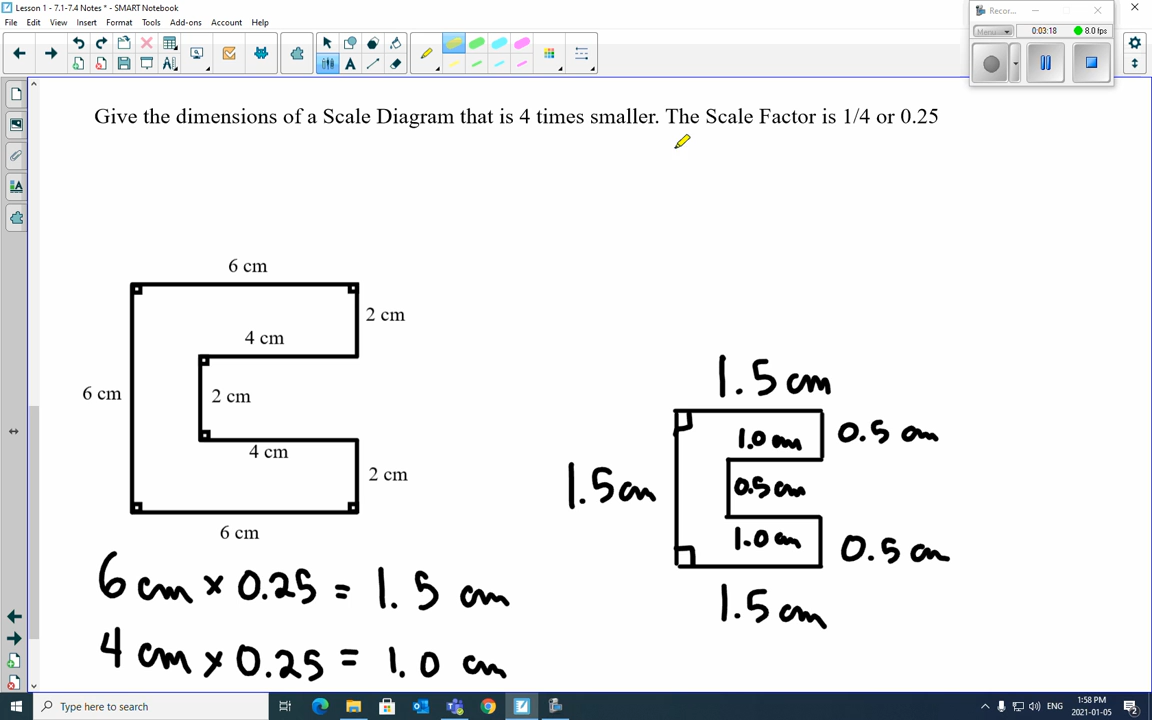 Lesson 1 - 7.1-7.4 Notes * - SMART Notebook
Recor...
File Edit View Insert Format Tools Add-ons Account Help
Menu
0:03:18
8.0 fps
Give the dimensions of a Scale Diagram that is 4 times smaller. The Scale Factor is 1/4 or 0.25
6 cm
2 cm
4 cm
6 cm
2 cm
4 cm
2 cm
6 cm
1.5 cm
1.0 cm
0.5 cm
1.5 cm
0.5 cm
1.0 cm
0.5 cm
1.5 cm
6 cm x 0.25 = 1.5 cm
4 cm x 0.25 = 1.0 cm
Type here to search
ENG
1:58 PM
2021-01-05
2